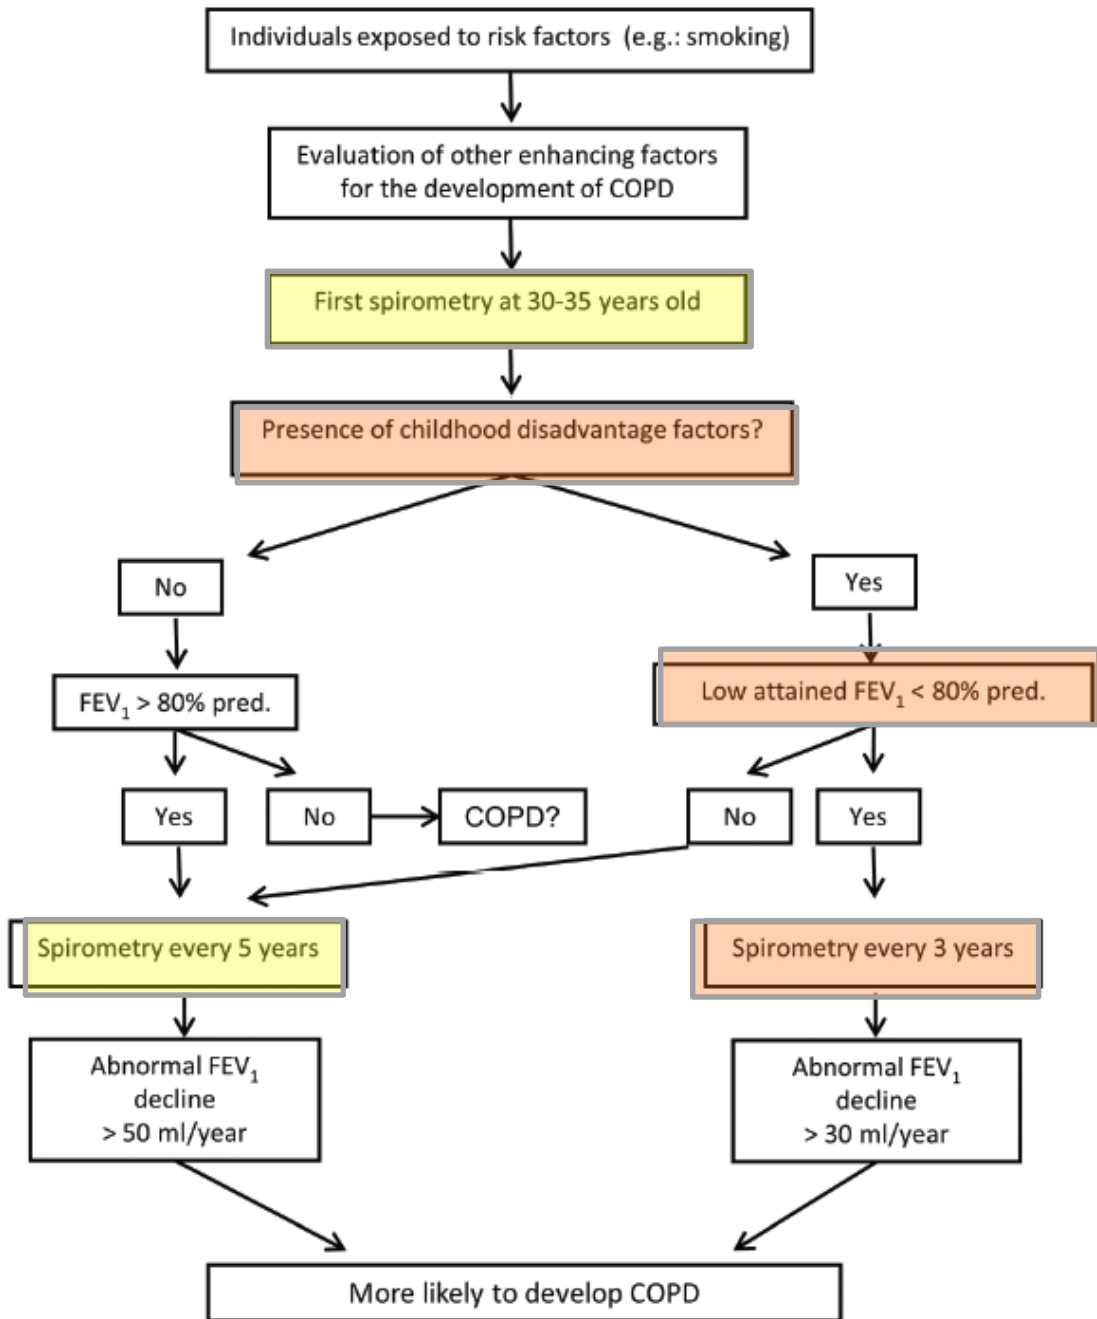 Individuals exposed to risk factors  (e.g.: smoking)
Evaluation of other enhancing factors
for the development of COPD
First spirometry at 30-35 years old
Presence of childhood disadvantage factors?
No
Yes
FEV₁ > 80% pred.
Low attained FEV₁ < 80% pred.
Yes
No
COPD?
No
Yes
Spirometry every 5 years
Spirometry every 3 years
Abnormal FEV₁
decline
> 50 ml/year
Abnormal FEV₁
decline
> 30 ml/year
More likely to develop COPD